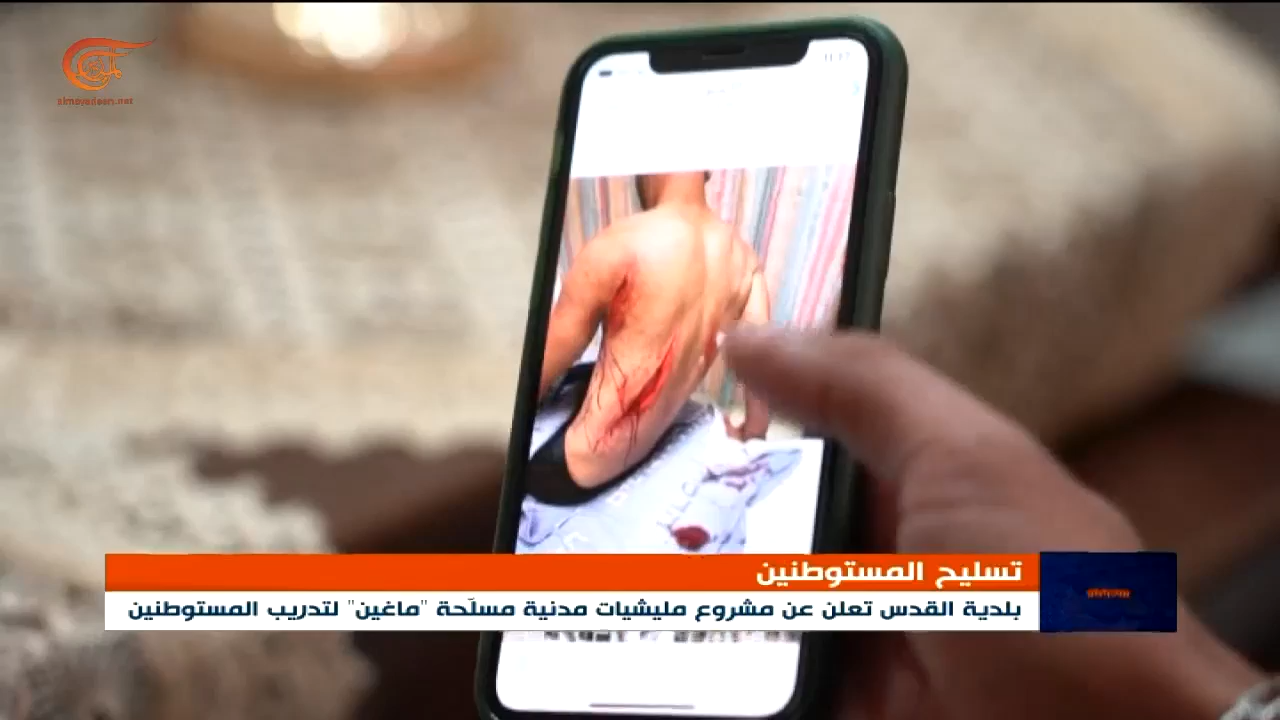 almayadeen.net
تسليح المستوطنين
بلدية القدس تعلن عن مشروع مليشيات مدنية مسلّحة "ماغين" لتدريب المستوطنين